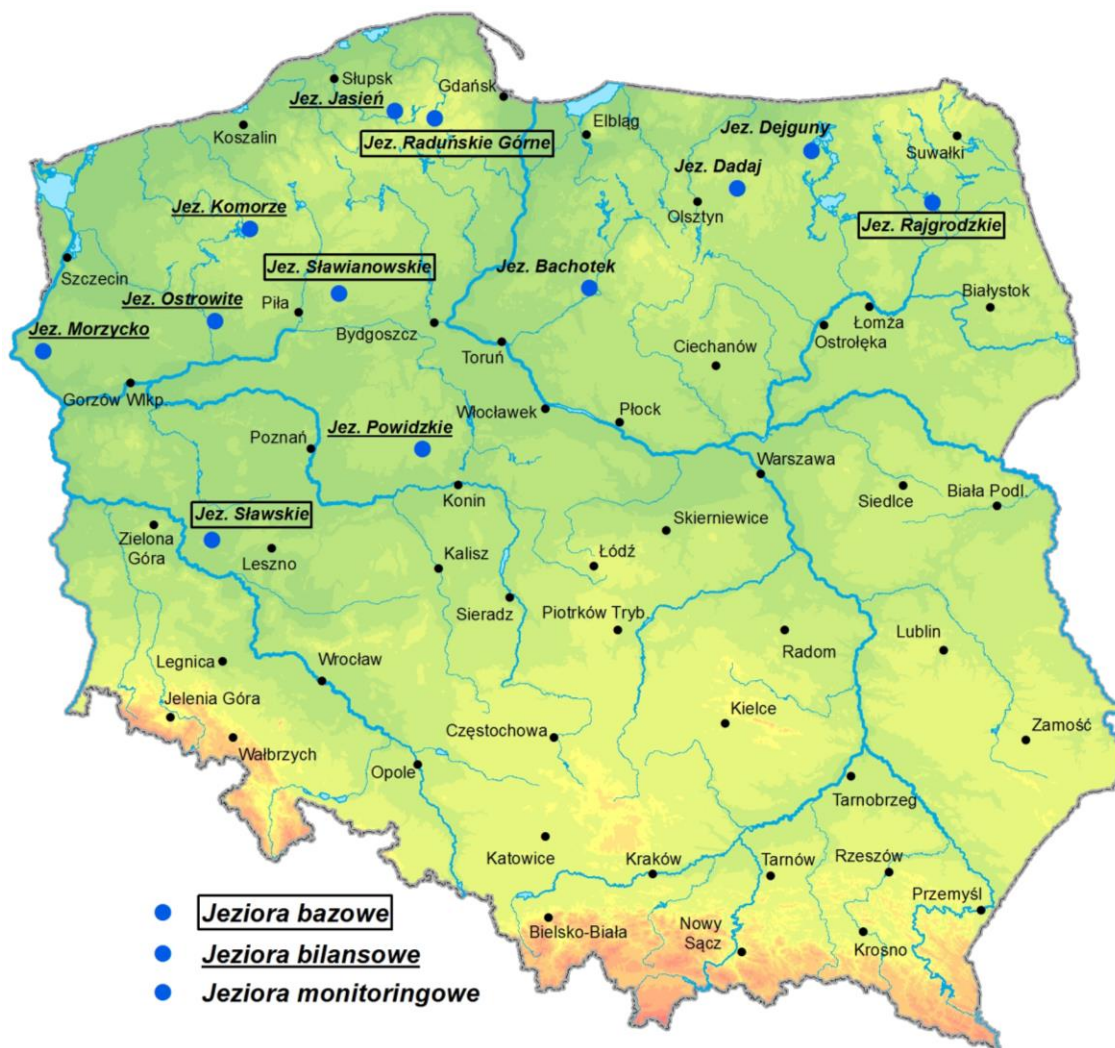 Słupsk
Gdańsk
Jez. Jasień
Koszalin
Jez. Raduńskie Górne
Elbląg
Jez. Dejguny
Suwałki
Jez. Dadaj
Olsztyn
Jez. Komorze
Jez. Rajgrodzkie
Szczecin
Jez. Sławianowskie
Jez. Bachotek
Jez. Ostrowite
Piła
Białystok
Jez. Morzycko
Bydgoszcz
Łomża
Ostrołęka
Toruń
Ciechanów
Gorzów Wlkp.
Włocławek
Płock
Jez. Powidzkie
Poznań
Warszawa
Konin
Siedlce
Biała Podl.
Jez. Sławskie
Skierniewice
Zielona
Góra
Leszno
Kalisz
Łódź
Sieradz
Piotrków Tryb.
Lublin
Radom
Legnica
Wrocław
Jelenia Góra
Kielce
Częstochowa
Zamość
Wałbrzych
Opole
Tarnobrzeg
Katowice
Kraków
Tarnów
Rzeszów
Przemyśl
Bielsko-Biała
Nowy
Sącz
Krosno
Jeziora bazowe
Jeziora bilansowe
Jeziora monitoringowe